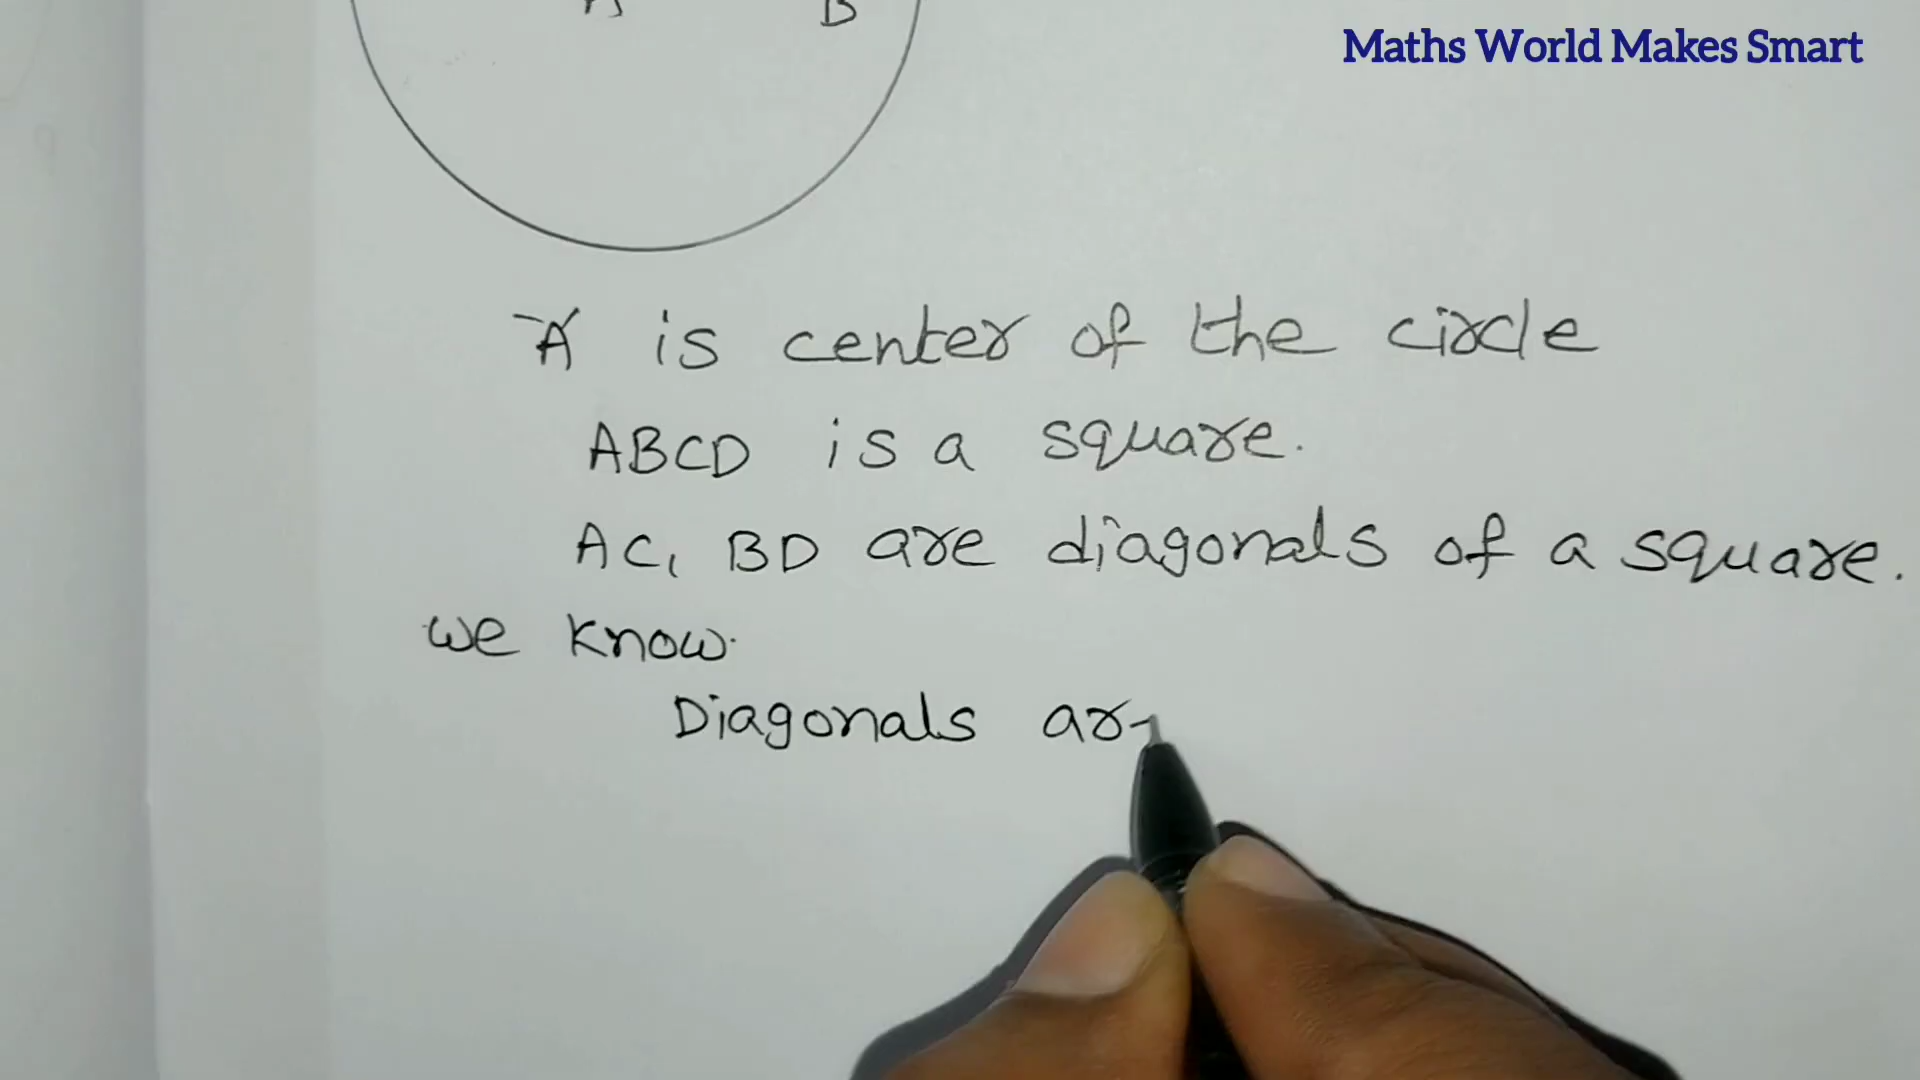 B
Maths World Makes Smart
'A' is center of the circle
ABCD is a square.
AC, BD are diagonals of a square.
we know
Diagonals ar